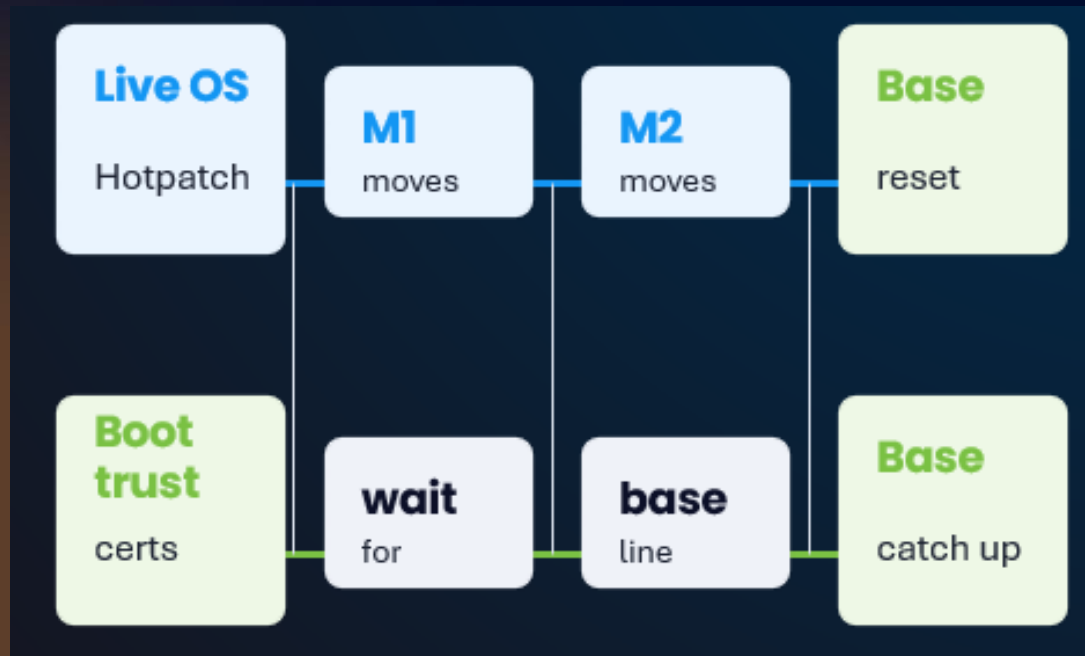 Live OS
Hotpatch
M1
moves
M2
moves
Base
reset
Boot
trust
certs
wait
for
base
line
Base
catch up